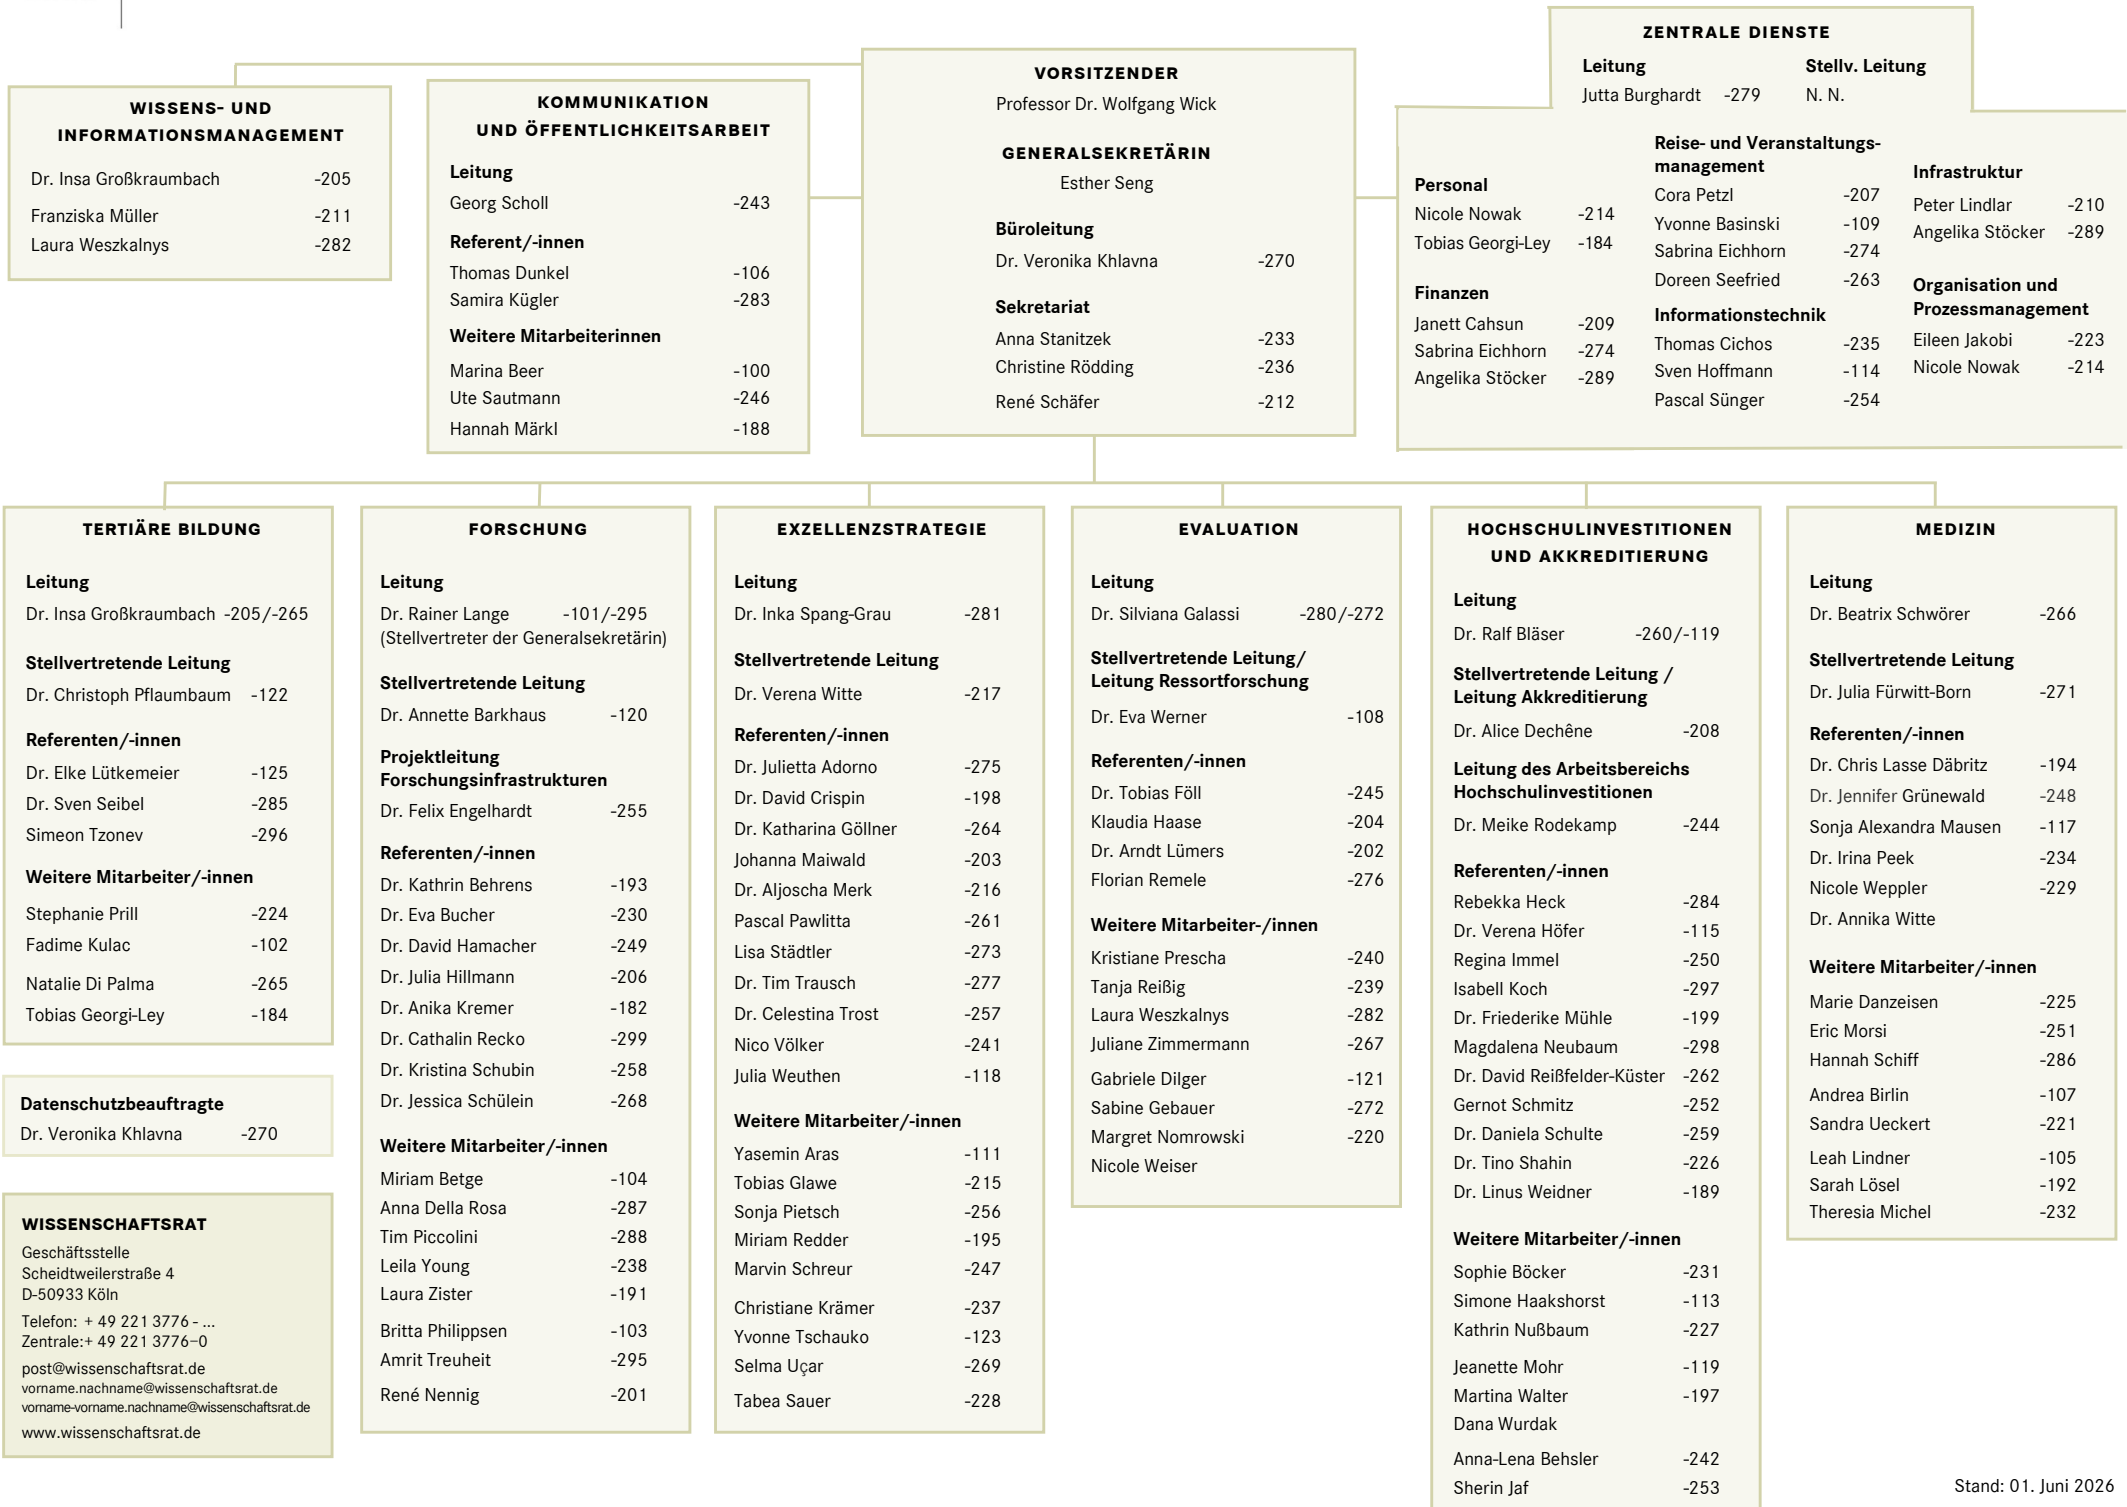 WISSENS- UND
INFORMATIONSMANAGEMENT
Dr. Insa Großkraumbach -205
Franziska Müller -211
Laura Weszkalnys -282
KOMMUNIKATION
UND ÖFFENTLICHKEITSARBEIT
Leitung
Georg Scholl -243
Referent/-innen
Thomas Dunkel -106
Samira Kügler -283
Weitere Mitarbeiterinnen
Marina Beer -100
Ute Sautmann -246
Hannah Märkl -188
VORSITZENDER
Professor Dr. Wolfgang Wick
GENERALSEKRETÄRIN
Esther Seng
Büroleitung
Dr. Veronika Khlavna -270
Sekretariat
Anna Stanitzek -233
Christine Rödding -236
René Schäfer -212
ZENTRALE DIENSTE
Leitung Stellv. Leitung
Jutta Burghardt -279 N. N.
Personal
Nicole Nowak -214
Tobias Georgi-Ley -184
Finanzen
Janett Cahsun -209
Sabrina Eichhorn -274
Angelika Stöcker -289
Reise- und Veranstaltungs-
management
Cora Petzl -207
Yvonne Basinski -109
Sabrina Eichhorn -274
Doreen Seefried -263
Informationstechnik
Thomas Cichos -235
Sven Hoffmann -114
Pascal Sünger -254
Infrastruktur
Peter Lindlar -210
Angelika Stöcker -289
Organisation und
Prozessmanagement
Eileen Jakobi -223
Nicole Nowak -214
TERTIÄRE BILDUNG
Leitung
Dr. Insa Großkraumbach -205/-265
Stellvertretende Leitung
Dr. Christoph Pflaumbaum -122
Referenten/-innen
Dr. Elke Lütkemeier -125
Dr. Sven Seibel -285
Simeon Tzonev -296
Weitere Mitarbeiter/-innen
Stephanie Prill -224
Fadime Kulac -102
Natalie Di Palma -265
Tobias Georgi-Ley -184
Datenschutzbeauftragte
Dr. Veronika Khlavna -270
WISSENSCHAFTSRAT
Geschäftsstelle
Scheidtweilerstraße 4
D-50933 Köln
Telefon: + 49 221 3776 - ...
Zentrale:+ 49 221 3776–0
post@wissenschaftsrat.de
vorname.nachname@wissenschaftsrat.de
vorname-vorname.nachname@wissenschaftsrat.de
www.wissenschaftsrat.de
FORSCHUNG
Leitung
Dr. Rainer Lange -101/-295
(Stellvertreter der Generalsekretärin)
Stellvertretende Leitung
Dr. Annette Barkhaus -120
Projektleitung
Forschungsinfrastrukturen
Dr. Felix Engelhardt -255
Referenten/-innen
Dr. Kathrin Behrens -193
Dr. Eva Bucher -230
Dr. David Hamacher -249
Dr. Julia Hillmann -206
Dr. Anika Kremer -182
Dr. Cathalin Recko -299
Dr. Kristina Schubin -258
Dr. Jessica Schülein -268
Weitere Mitarbeiter/-innen
Miriam Betge -104
Anna Della Rosa -287
Tim Piccolini -288
Leila Young -238
Laura Zister -191
Britta Philippsen -103
Amrit Treuheit -295
René Nennig -201
EXZELLENZSTRATEGIE
Leitung
Dr. Inka Spang-Grau -281
Stellvertretende Leitung
Dr. Verena Witte -217
Referenten/-innen
Dr. Julietta Adorno -275
Dr. David Crispin -198
Dr. Katharina Göllner -264
Johanna Maiwald -203
Dr. Aljoscha Merk -216
Pascal Pawlitta -261
Lisa Städtler -273
Dr. Tim Trausch -277
Dr. Celestina Trost -257
Nico Völker -241
Julia Weuthen -118
Weitere Mitarbeiter/-innen
Yasemin Aras -111
Tobias Glawe -215
Sonja Pietsch -256
Miriam Redder -195
Marvin Schreur -247
Christiane Krämer -237
Yvonne Tschauko -123
Selma Uçar -269
Tabea Sauer -228
EVALUATION
Leitung
Dr. Silviana Galassi -280/-272
Stellvertretende Leitung/
Leitung Ressortforschung
Dr. Eva Werner -108
Referenten/-innen
Dr. Tobias Föll -245
Klaudia Haase -204
Dr. Arndt Lümers -202
Florian Remele -276
Weitere Mitarbeiter-/innen
Kristiane Prescha -240
Tanja Reißig -239
Laura Weszkalnys -282
Juliane Zimmermann -267
Gabriele Dilger -121
Sabine Gebauer -272
Margret Nomrowski -220
Nicole Weiser
HOCHSCHULINVESTITIONEN
UND AKKREDITIERUNG
Leitung
Dr. Ralf Bläser -260/-119
Stellvertretende Leitung /
Leitung Akkreditierung
Dr. Alice Dechêne -208
Leitung des Arbeitsbereichs
Hochschulinvestitionen
Dr. Meike Rodekamp -244
Referenten/-innen
Rebekka Heck -284
Dr. Verena Höfer -115
Regina Immel -250
Isabell Koch -297
Dr. Friederike Mühle -199
Magdalena Neubaum -298
Dr. David Reißfelder-Küster -262
Gernot Schmitz -252
Dr. Daniela Schulte -259
Dr. Tino Shahin -226
Dr. Linus Weidner -189
Weitere Mitarbeiter/-innen
Sophie Böcker -231
Simone Haakshorst -113
Kathrin Nußbaum -227
Jeanette Mohr -119
Martina Walter -197
Dana Wurdak
Anna-Lena Behsler -242
Sherin Jaf -253
MEDIZIN
Leitung
Dr. Beatrix Schwörer -266
Stellvertretende Leitung
Dr. Julia Fürwitt-Born -271
Referenten/-innen
Dr. Chris Lasse Däbritz -194
Dr. Jennifer Grünewald -248
Sonja Alexandra Mausen -117
Dr. Irina Peek -234
Nicole Weppler -229
Dr. Annika Witte
Weitere Mitarbeiter/-innen
Marie Danzeisen -225
Eric Morsi -251
Hannah Schiff -286
Andrea Birlin -107
Sandra Ueckert -221
Leah Lindner -105
Sarah Lösel -192
Theresia Michel -232
Stand: 01. Juni 2026